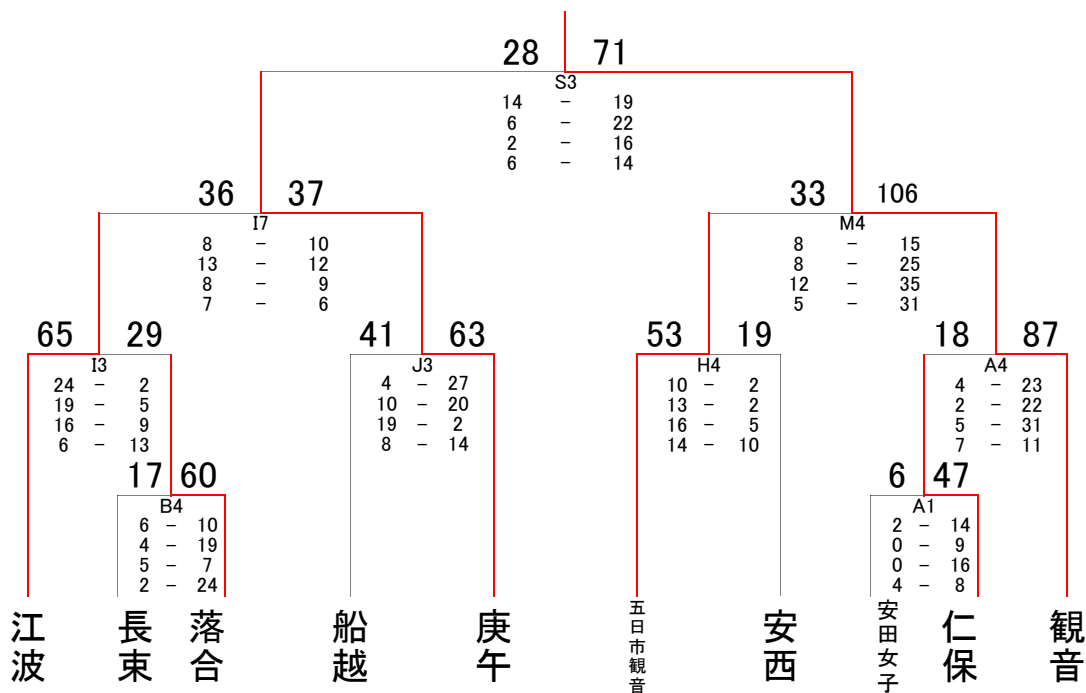 28 71
S3
14 － 19
6 － 22
2 － 16
6 － 14
36 37
I7
8 － 10
13 － 12
8 － 9
7 － 6
33 106
M4
8 － 15
8 － 25
12 － 35
5 － 31
65 29
I3
24 － 2
19 － 5
16 － 9
6 － 13
41 63
J3
4 － 27
10 － 20
19 － 2
8 － 14
53 19
H4
10 － 2
13 － 2
16 － 5
14 － 10
18 87
A4
4 － 23
2 － 22
5 － 31
7 － 11
17 60
B4
6 － 10
4 － 19
5 － 7
2 － 24
6 47
A1
2 － 14
0 － 9
0 － 16
4 － 8
江波
長束
落合
船越
庚午
五日市観音
安西
安田女子
仁保
観音